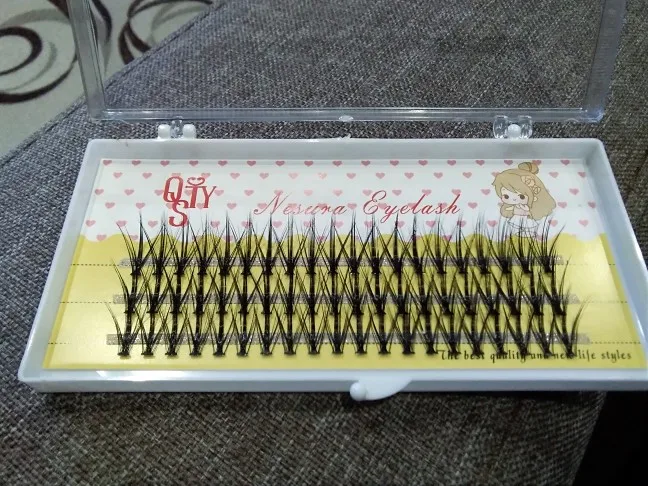 QSTY
S
Nesura Eyelash
The best quality and new life styles